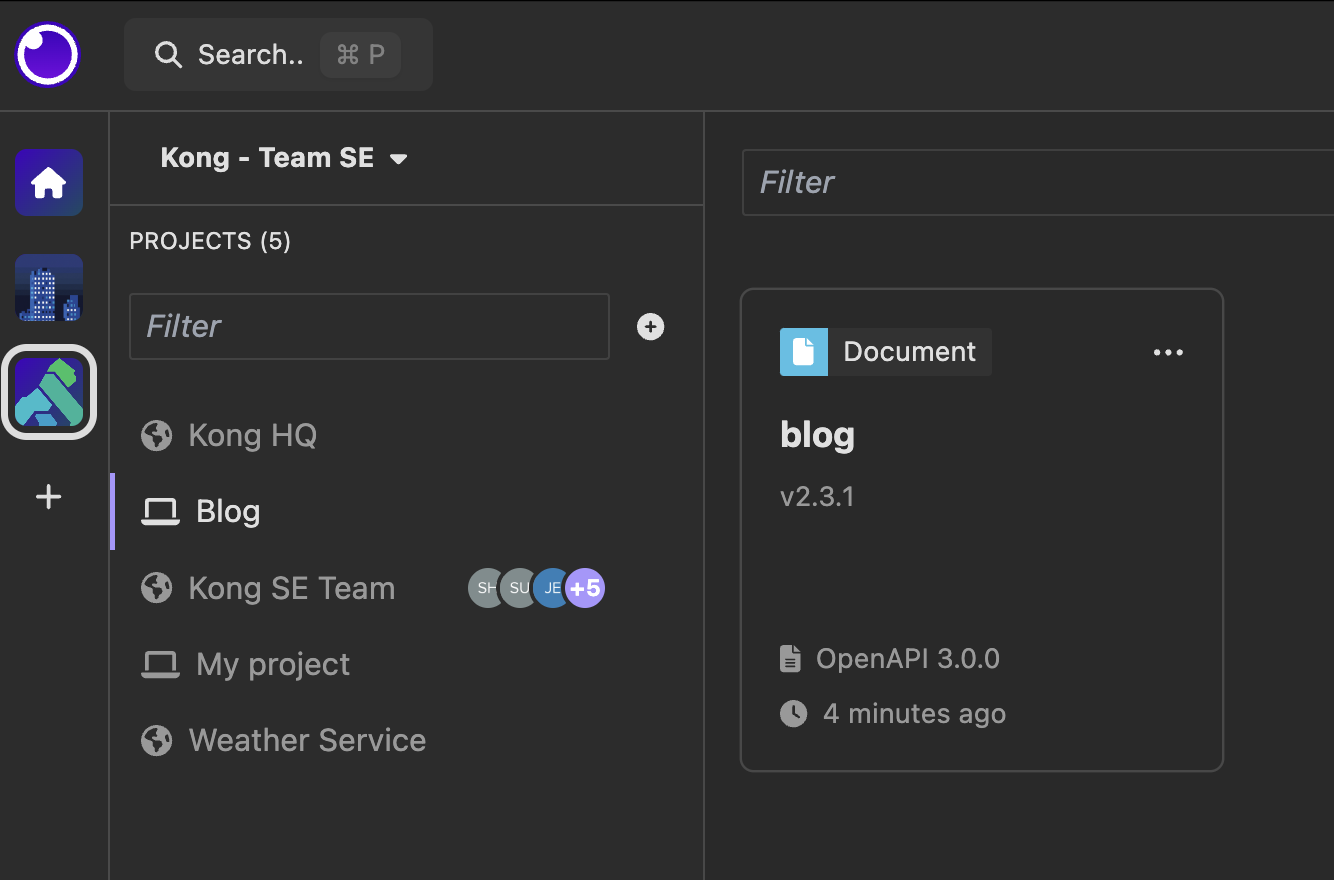 Search.. ⌘ P
Kong - Team SE
PROJECTS (5)
Filter
Kong HQ
Blog
Kong SE Team SH SU JE +5
My project
Weather Service
Filter
Document
blog
v2.3.1
OpenAPI 3.0.0
4 minutes ago